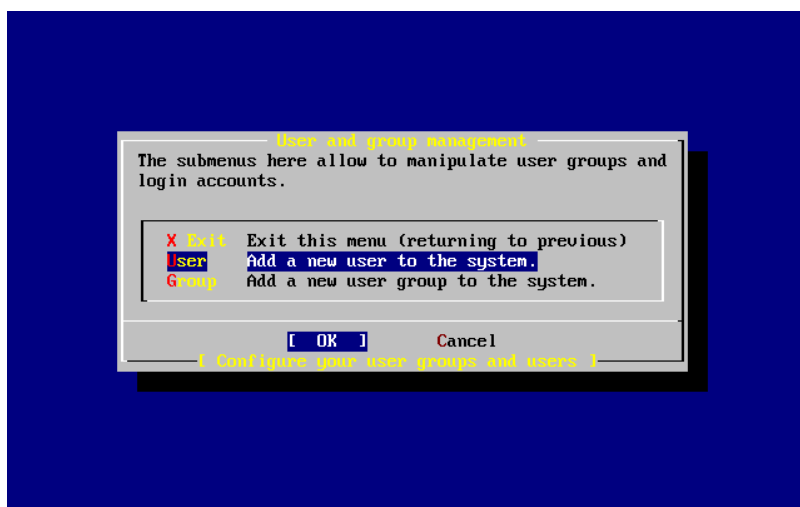 User and group management
The submenus here allow to manipulate user groups and
login accounts.
X Exit Exit this menu (returning to previous)
User Add a new user to the system.
Group Add a new user group to the system.
[ OK ] Cancel
[ Configure your user groups and users ]